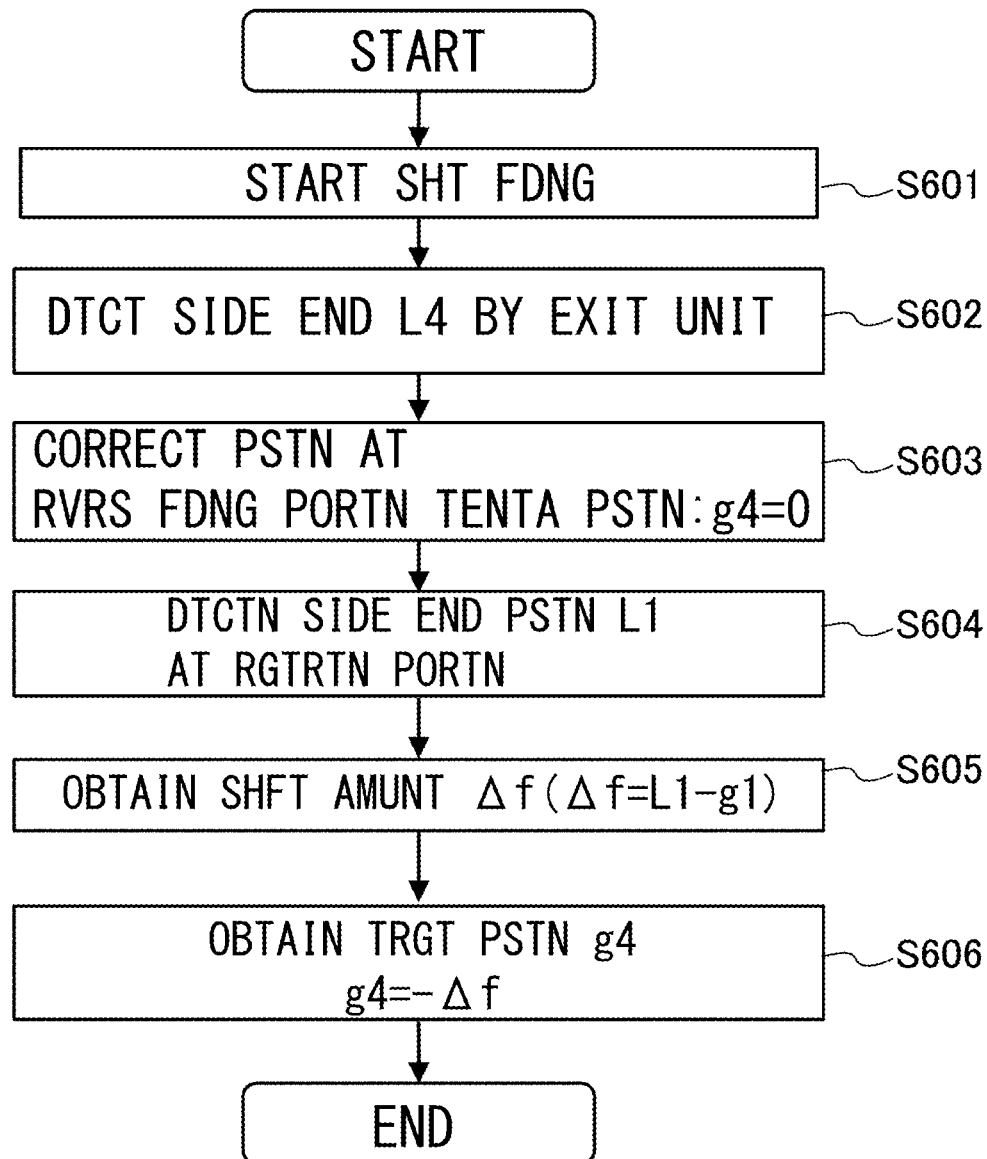 START
START SHT FDNG
S601
DTCT SIDE END L4 BY EXIT UNIT
S602
CORRECT PSTN AT
RVRS FDNG PORTN TENTA PSTN:g4=0
S603
DTCTN SIDE END PSTN L1
AT RGTRTN PORTN
S604
OBTAIN SHFT AMUNT Δf(Δf=L1-g1)
S605
OBTAIN TRGT PSTN g4
g4=-Δf
S606
END